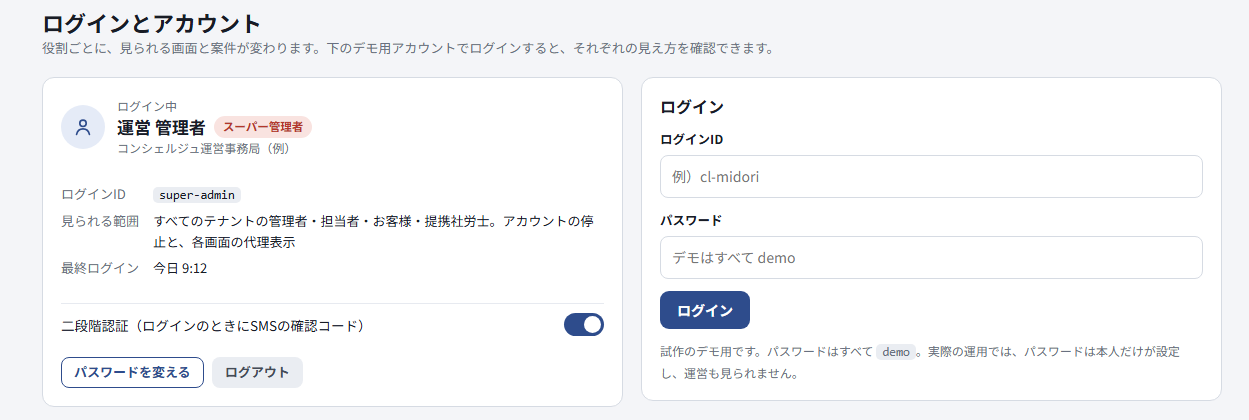 ログインとアカウント
役割ごとに、見られる画面と案件が変わります。下のデモ用アカウントでログインすると、それぞれの見え方を確認できます。
ログイン中
運営 管理者 スーパー管理者
コンシェルジュ運営事務局（例）
ログインID super-admin
見られる範囲 すべてのテナントの管理者・担当者・お客様・提携社労士。アカウントの停
止と、各画面の代理表示
最終ログイン 今日 9:12
二段階認証（ログインのときにSMSの確認コード）
パスワードを変える ログアウト
ログイン
ログインID
例）cl-midori
パスワード
デモはすべて demo
ログイン
試作のデモ用です。パスワードはすべて demo 。実際の運用では、パスワードは本人だけが設定
し、運営も見られません。